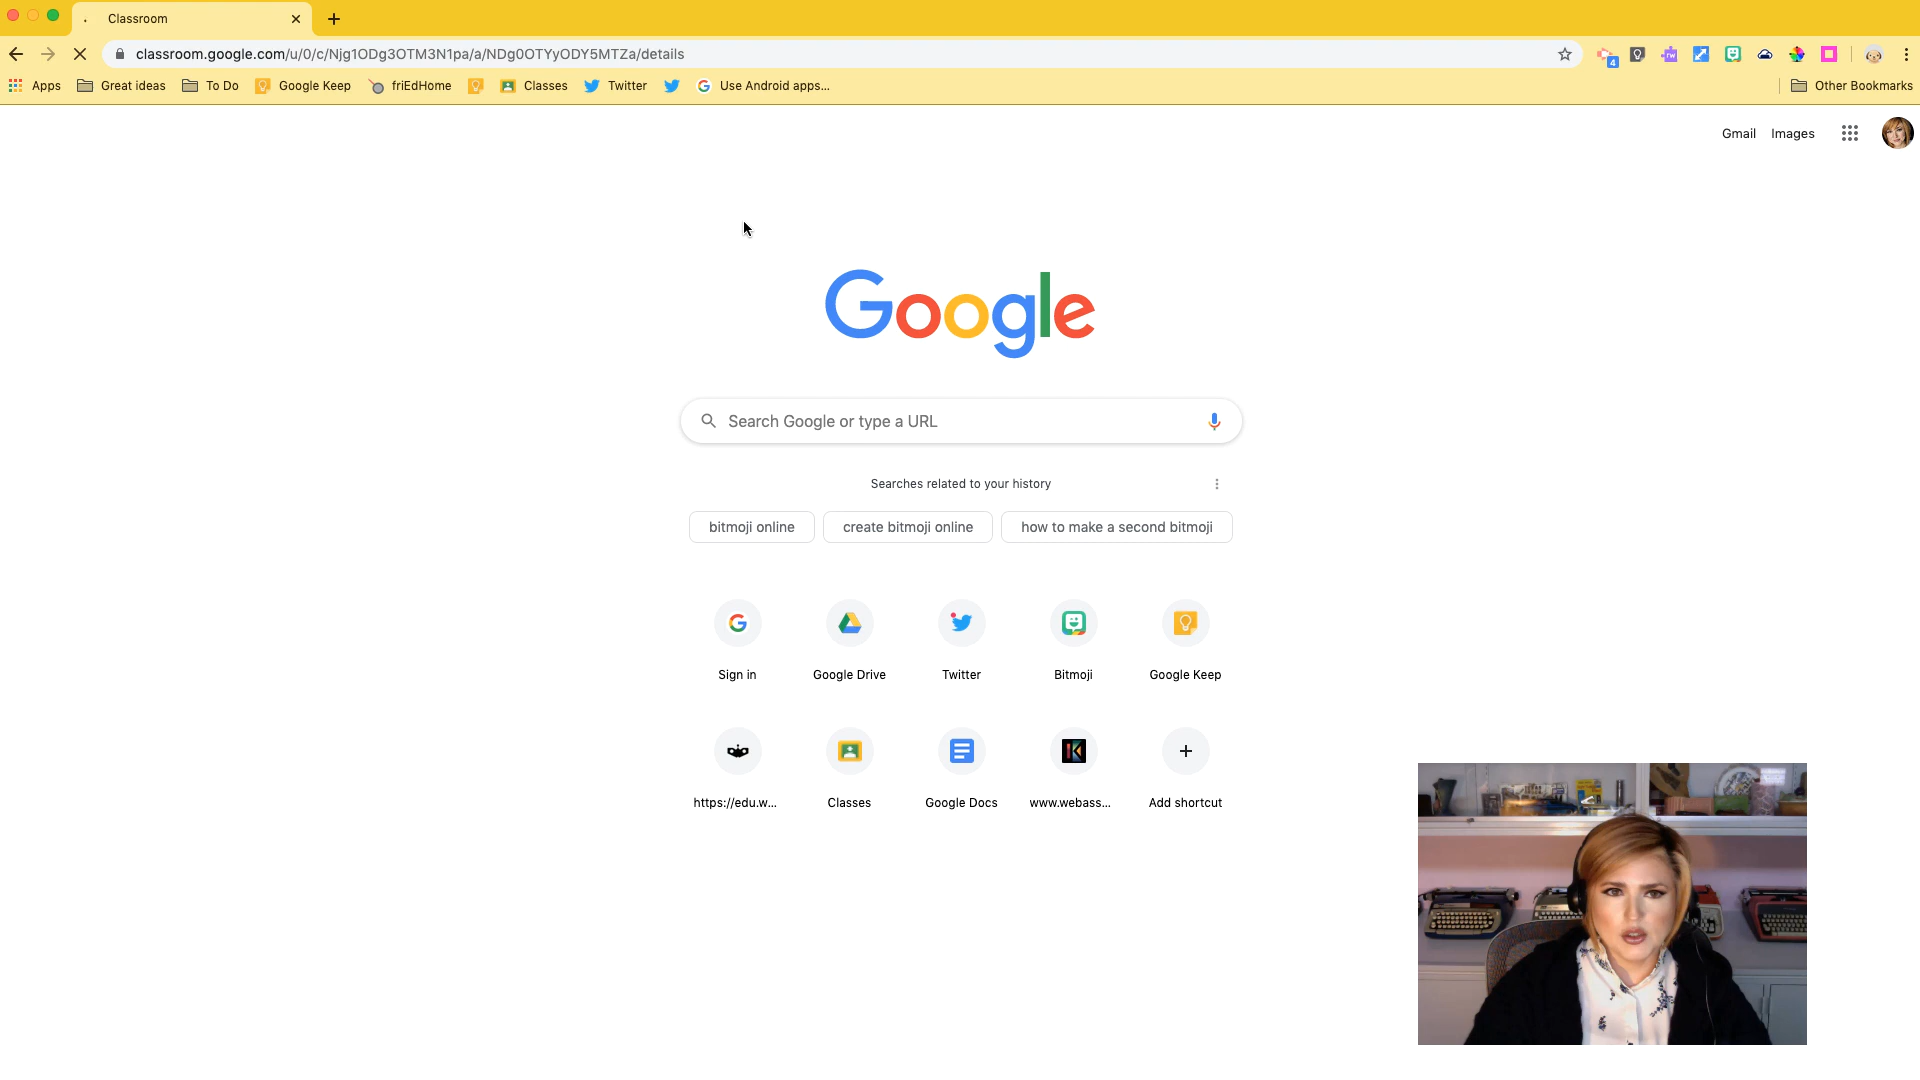 Classroom
classroom.google.com/u/0/c/Njg1ODg3OTM3N1pa/a/NDg0OTYyODY5MTZa/details
4
Apps Great ideas To Do Google Keep friEdHome Classes Twitter Use Android apps... Other Bookmarks
Gmail Images
Google
Search Google or type a URL
Searches related to your history
bitmoji online create bitmoji online how to make a second bitmoji
Sign in Google Drive Twitter Bitmoji Google Keep
https://edu.w... Classes Google Docs www.webass... Add shortcut